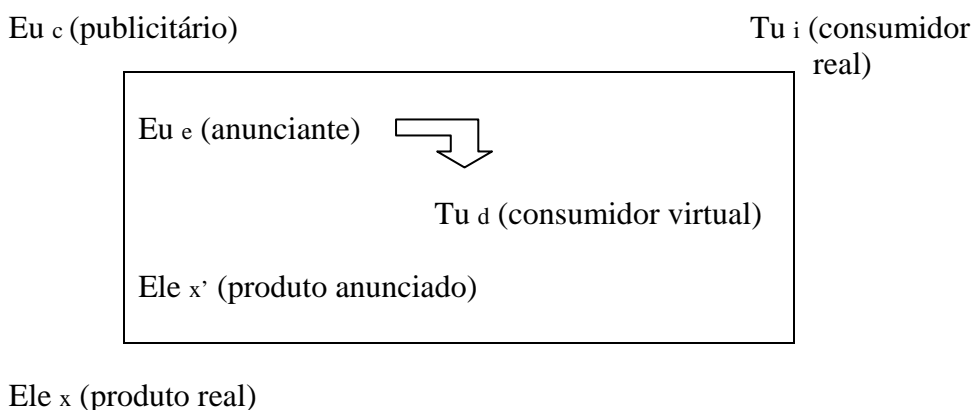 Eu c (publicitário) Tu i (consumidor
real)
Eu e (anunciante)
Tu d (consumidor virtual)
Ele x’ (produto anunciado)
Ele x (produto real)